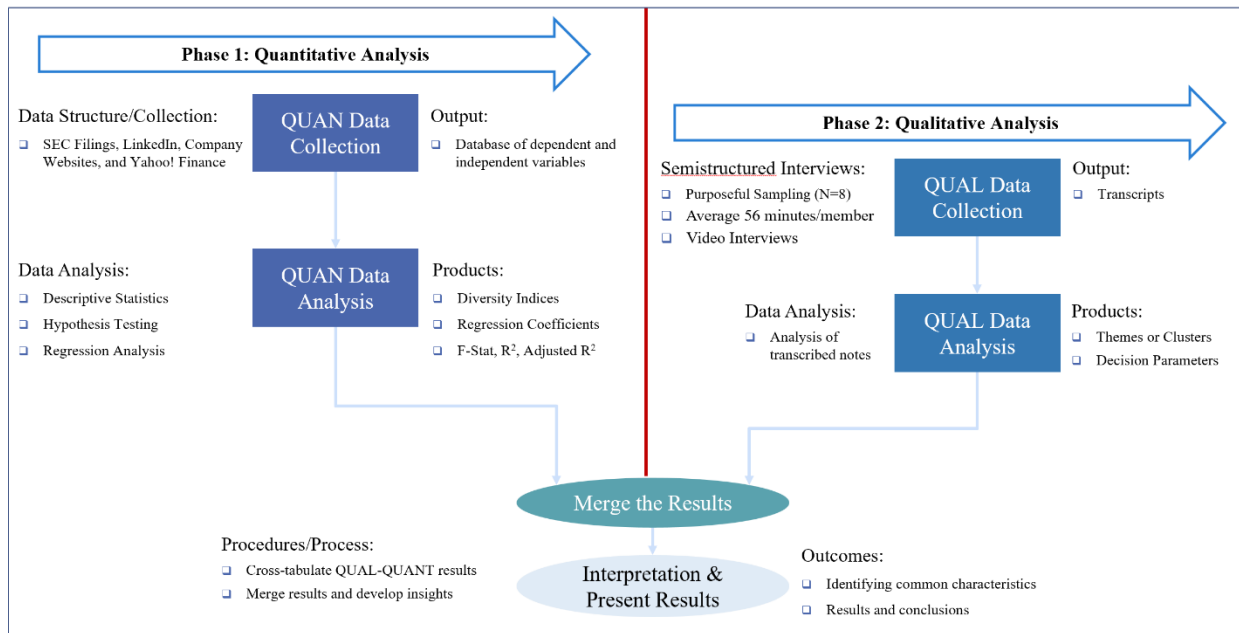 Phase 1: Quantitative Analysis
Data Structure/Collection:
SEC Filings, LinkedIn, Company
Websites, and Yahoo! Finance
QUAN Data
Collection
Output:
Database of dependent and
independent variables
Data Analysis:
Descriptive Statistics
Hypothesis Testing
Regression Analysis
QUAN Data
Analysis
Products:
Diversity Indices
Regression Coefficients
F-Stat, R², Adjusted R²
Phase 2: Qualitative Analysis
Semistructured Interviews:
Purposeful Sampling (N=8)
Average 56 minutes/member
Video Interviews
QUAL Data
Collection
Output:
Transcripts
Data Analysis:
Analysis of
transcribed notes
QUAL Data
Analysis
Products:
Themes or Clusters
Decision Parameters
Merge the Results
Procedures/Process:
Cross-tabulate QUAL-QUANT results
Merge results and develop insights
Interpretation &
Present Results
Outcomes:
Identifying common characteristics
Results and conclusions